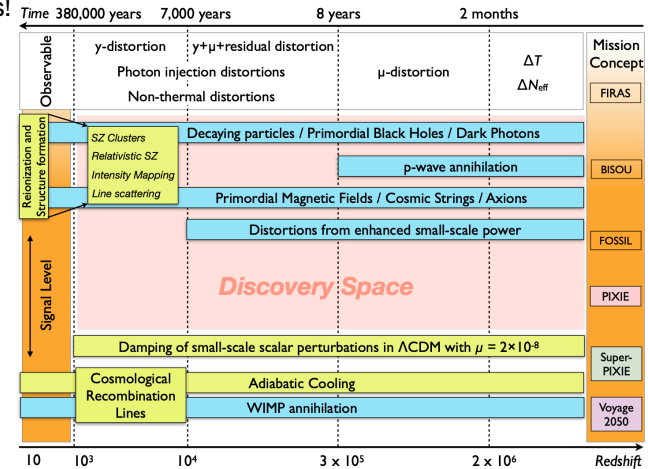 s!
Time 380,000 years 7,000 years 8 years 2 months
Observable
y-distortion
y+μ+residual distortion
Photon injection distortions
μ-distortion
Non-thermal distortions
ΔT
ΔN_eff
Mission
Concept
FIRAS
BISOU
FOSSIL
PIXIE
Super-
PIXIE
Voyage
2050
Reionization and
Structure formation
SZ Clusters
Relativistic SZ
Intensity Mapping
Line scattering
Decaying particles / Primordial Black Holes / Dark Photons
p-wave annihilation
Primordial Magnetic Fields / Cosmic Strings / Axions
Distortions from enhanced small-scale power
Signal Level
Discovery Space
Damping of small-scale scalar perturbations in ΛCDM with μ = 2×10⁻⁸
Adiabatic Cooling
Cosmological
Recombination
Lines
WIMP annihilation
10 10³ 10⁴ 3 x 10⁵ 2 x 10⁶ Redshift